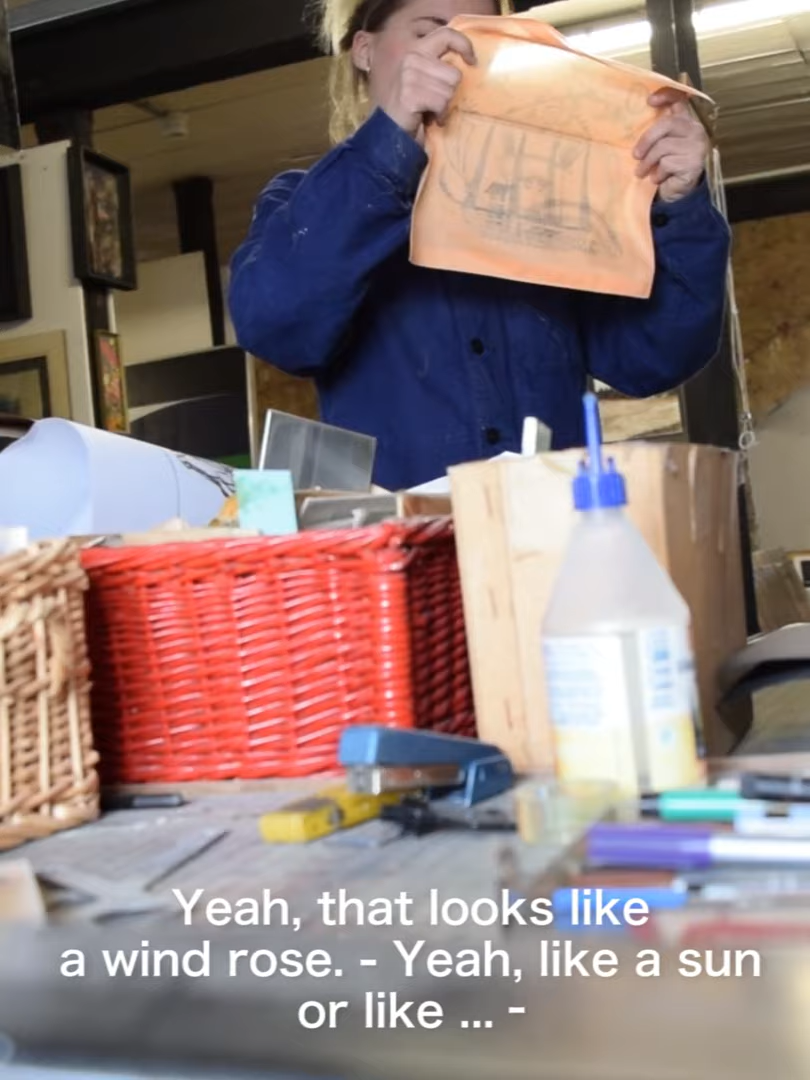 Yeah, that looks like
a wind rose. - Yeah, like a sun
or like ... -